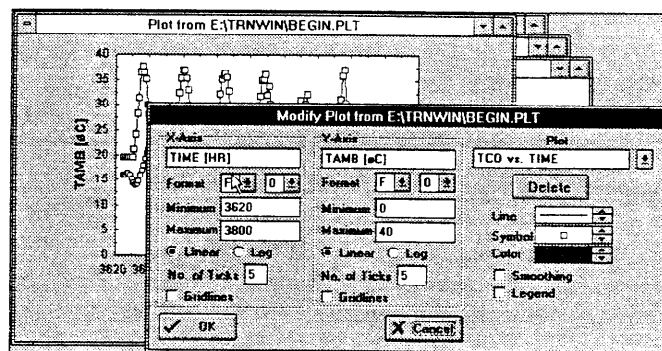 Plot from E:\TRNWIN\BEGIN.PLT
40
35
30
25
20
15
10
5
0
TAMB [øC]
3620
Modify Plot from E:\TRNWIN\BEGIN.PLT
X-Axis
TIME [HR]
Format F 0
Minimum 3620
Maximum 3800
Linear Log
No. of Ticks 5
Gridlines
Y-Axis
TAMB [øC]
Format F 0
Minimum 0
Maximum 40
Linear Log
No. of Ticks 5
Gridlines
Plot
TCO vs. TIME
Delete
Line
Symbol
Color
Smoothing
Legend
OK
Cancel